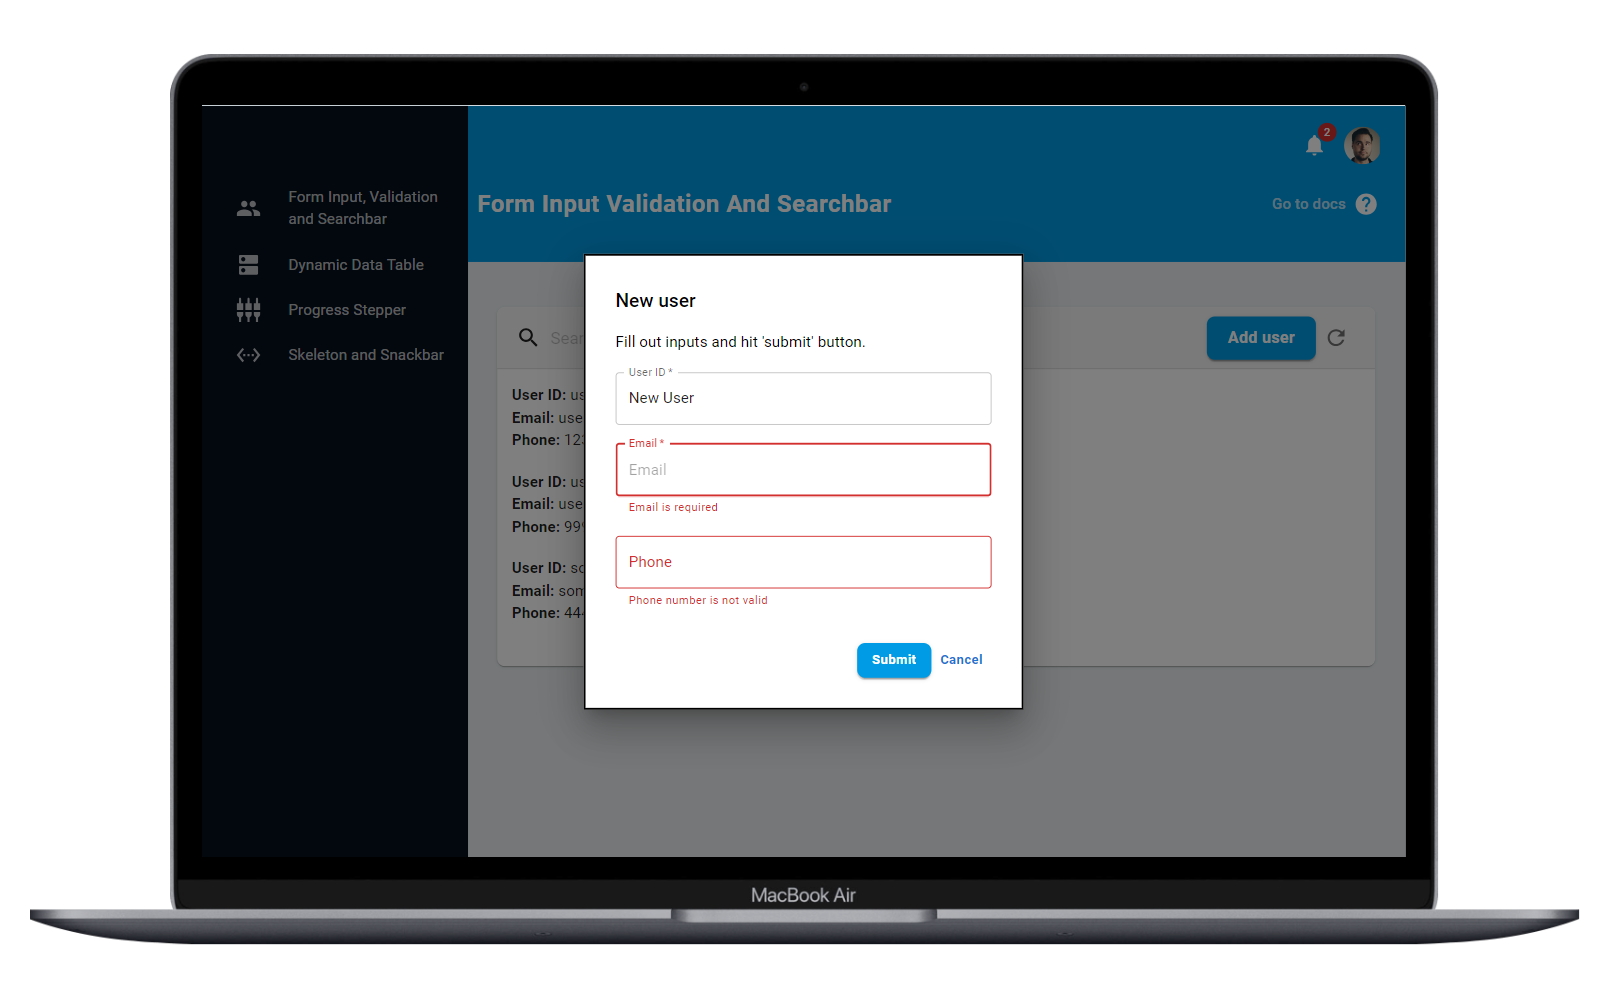 2
Form Input, Validation
and Searchbar
Dynamic Data Table
Progress Stepper
Skeleton and Snackbar
Form Input Validation And Searchbar
Go to docs ?
Sear
Add user
User ID: us
Email: use
Phone: 12
User ID: us
Email: use
Phone: 99
User ID: so
Email: som
Phone: 44
New user
Fill out inputs and hit 'submit' button.
User ID *
New User
Email *
Email
Email is required
Phone
Phone number is not valid
Submit
Cancel
MacBook Air